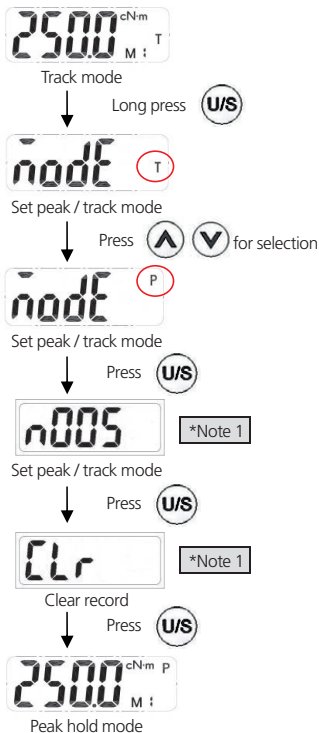 250.0 cN·m T
M:
Track mode
Long press U/S
modE T
Set peak / track mode
Press for selection
modE P
Set peak / track mode
Press U/S
n005 *Note 1
Set peak / track mode
Press U/S
CLr *Note 1
Clear record
Press U/S
250.0 cN·m P
M:
Peak hold mode